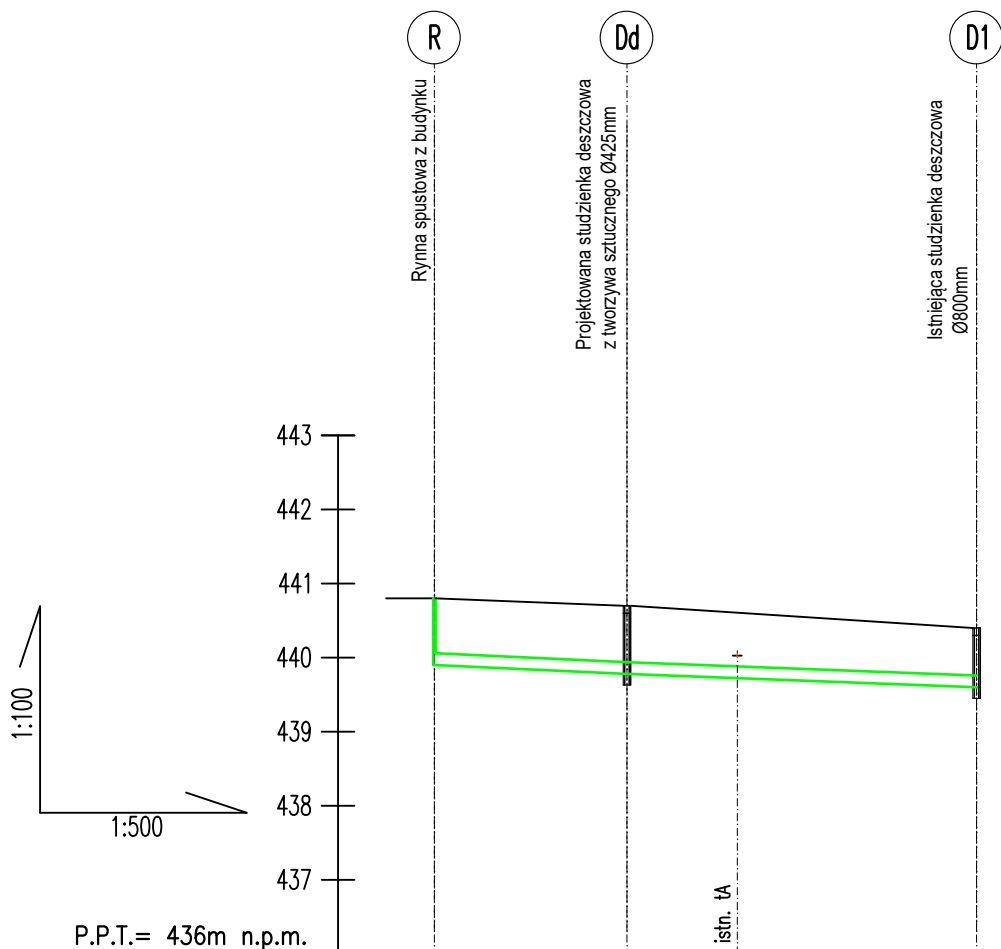 R
Dd
D1
Rynna spustowa z budynku
Projektowana studzienka deszczowa
z tworzywa sztucznego Ø425mm
Istniejąca studzienka deszczowa
Ø800mm
443
442
441
440
439
438
437
1:100
1:500
istn. tA
P.P.T.= 436m n.p.m.